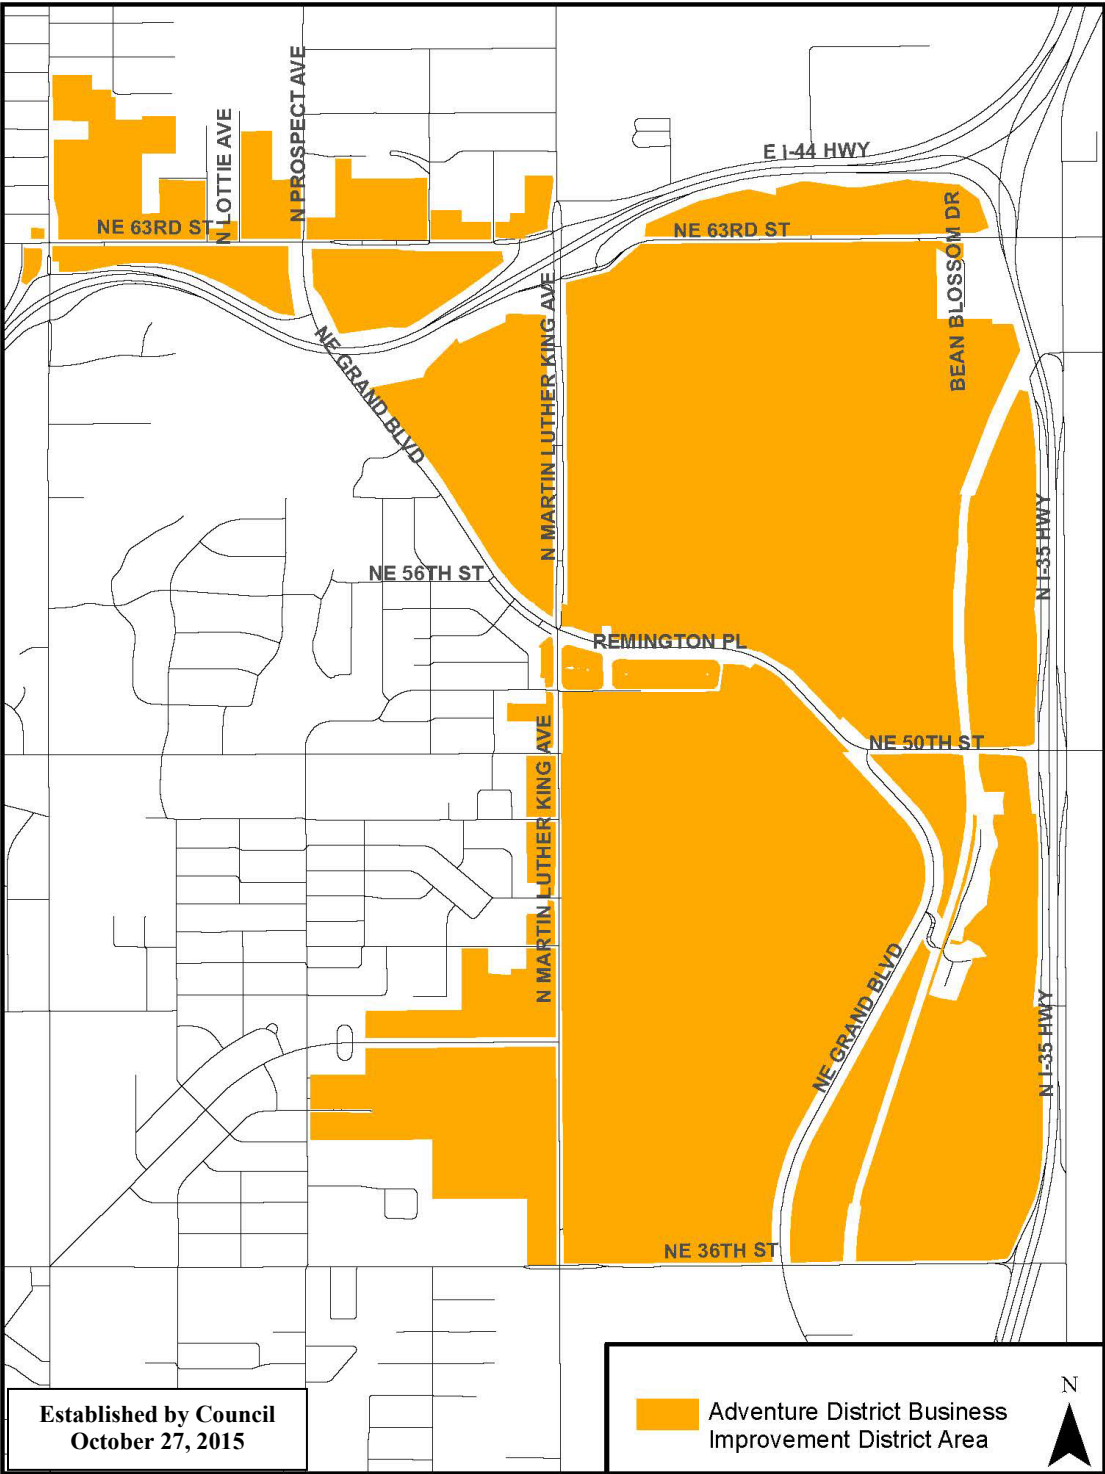 N PROSPECT AVE
N LOTTIE AVE
E I-44 HWY
NE 63RD ST
NE 63RD ST
BEAN BLOSSOM DR
N MARTIN LUTHER KING AVE
NE GRAND BLVD
N I-35 HWY
NE 56TH ST
REMINGTON PL
NE 50TH ST
N MARTIN LUTHER KING AVE
NE GRAND BLVD
N I-35 HWY
NE 36TH ST
Established by Council
October 27, 2015
Adventure District Business
Improvement District Area
N